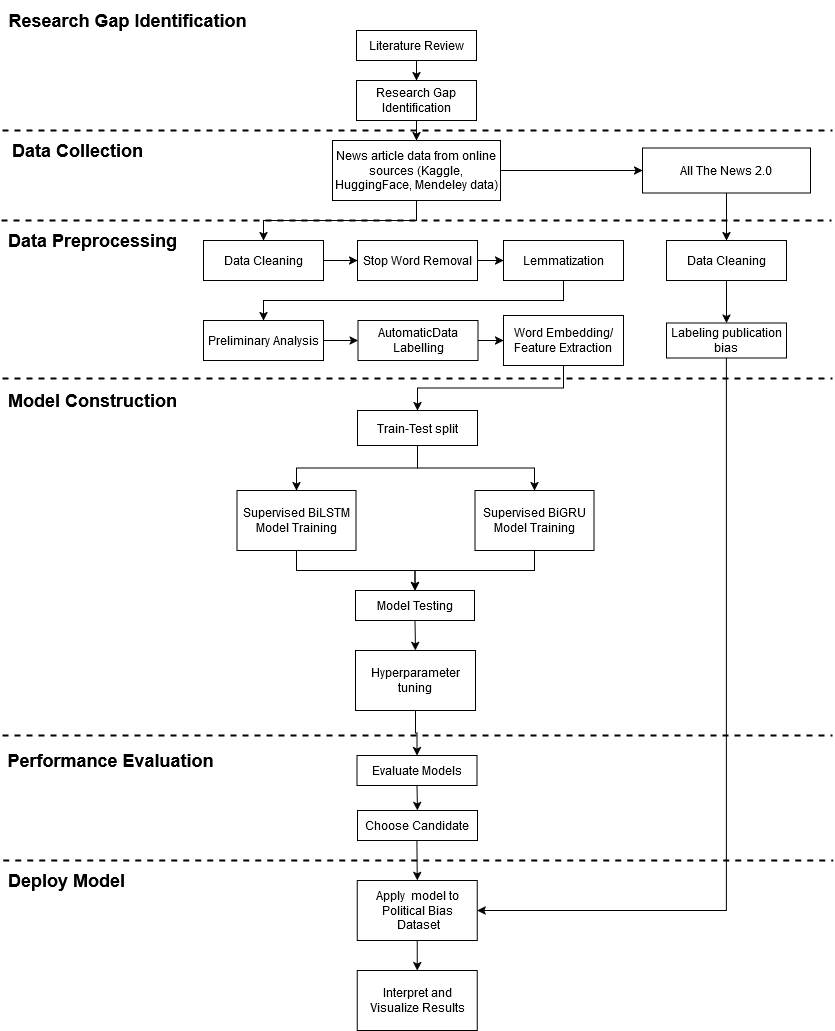 Research Gap Identification
Literature Review
Research Gap
Identification
Data Collection
News article data from online
sources (Kaggle,
HuggingFace, Mendeley data)
All The News 2.0
Data Preprocessing
Data Cleaning
Stop Word Removal
Lemmatization
Data Cleaning
Preliminary Analysis
AutomaticData
Labelling
Word Embedding/
Feature Extraction
Labeling publication
bias
Model Construction
Train-Test split
Supervised BiLSTM
Model Training
Supervised BiGRU
Model Training
Model Testing
Hyperparameter
tuning
Performance Evaluation
Evaluate Models
Choose Candidate
Deploy Model
Apply model to
Political Bias
Dataset
Interpret and
Visualize Results